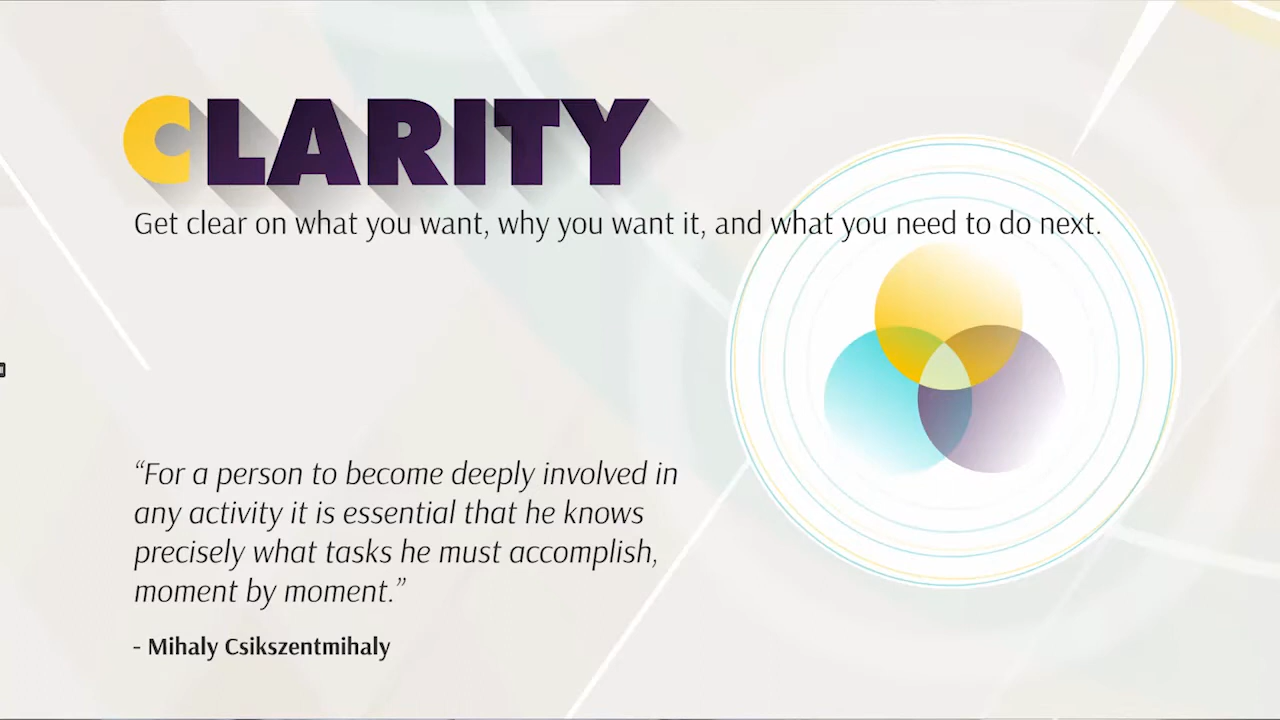 CLARITY
Get clear on what you want, why you want it, and what you need to do next.
“For a person to become deeply involved in
any activity it is essential that he knows
precisely what tasks he must accomplish,
moment by moment.”
- Mihaly Csikszentmihaly